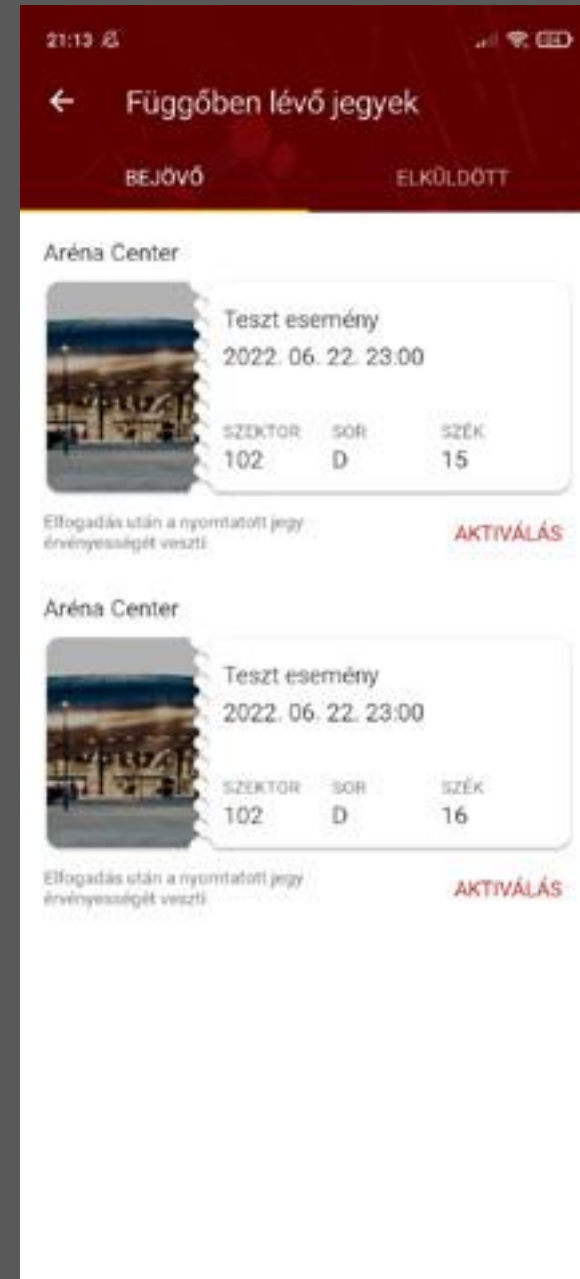 21:13
Függőben lévő jegyek
BEJÖVŐ ELKÜLDÖTT
Aréna Center
Teszt esemény
2022. 06. 22. 23:00
SZEKTOR SOR SZÉK
102 D 15
Elfogadás után a nyomtatott jegy
érvényességét veszti
AKTIVÁLÁS
Aréna Center
Teszt esemény
2022. 06. 22. 23:00
SZEKTOR SOR SZÉK
102 D 16
Elfogadás után a nyomtatott jegy
érvényességét veszti
AKTIVÁLÁS